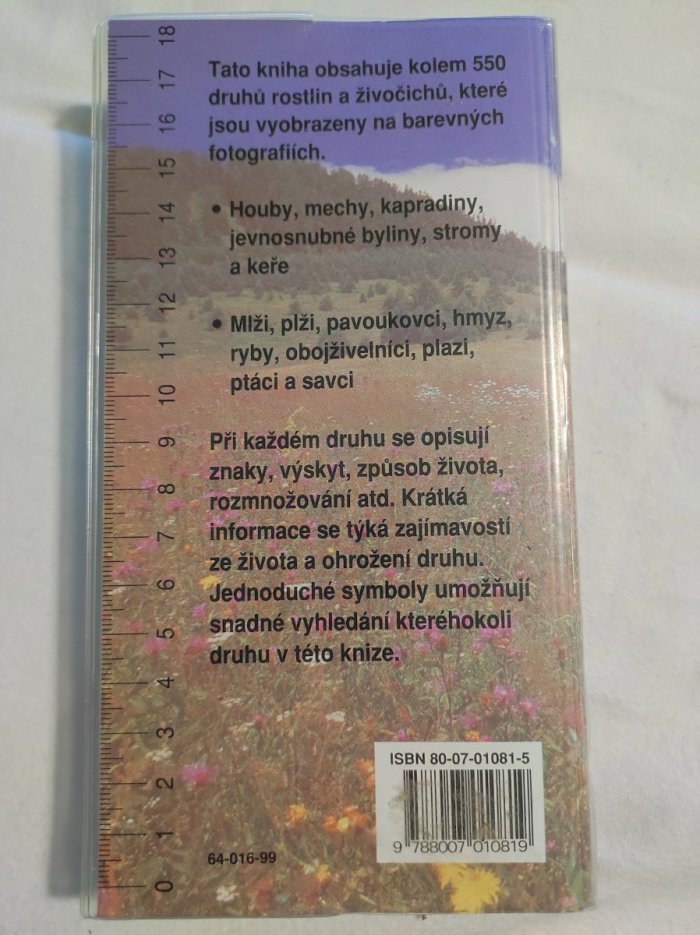 Tato kniha obsahuje kolem 550
druhů rostlin a živočichů, které
jsou vyobrazeny na barevných
fotografiích.
• Houby, mechy, kapradiny,
jevnosnubné byliny, stromy
a keře
• Mlži, plži, pavoukovci, hmyz,
ryby, obojživelníci, plazi,
ptáci a savci
Při každém druhu se opisují
znaky, výskyt, způsob života,
rozmnožování atd. Krátká
informace se týká zajímavostí
ze života a ohrožení druhu.
Jednoduché symboly umožňují
snadné vyhledání kteréhokoli
druhu v této knize.
ISBN 80-07-01081-5
9 788007 010819
64-016-99
18
17
16
15
14
13
12
11
10
9
8
7
6
5
4
3
2
1
0